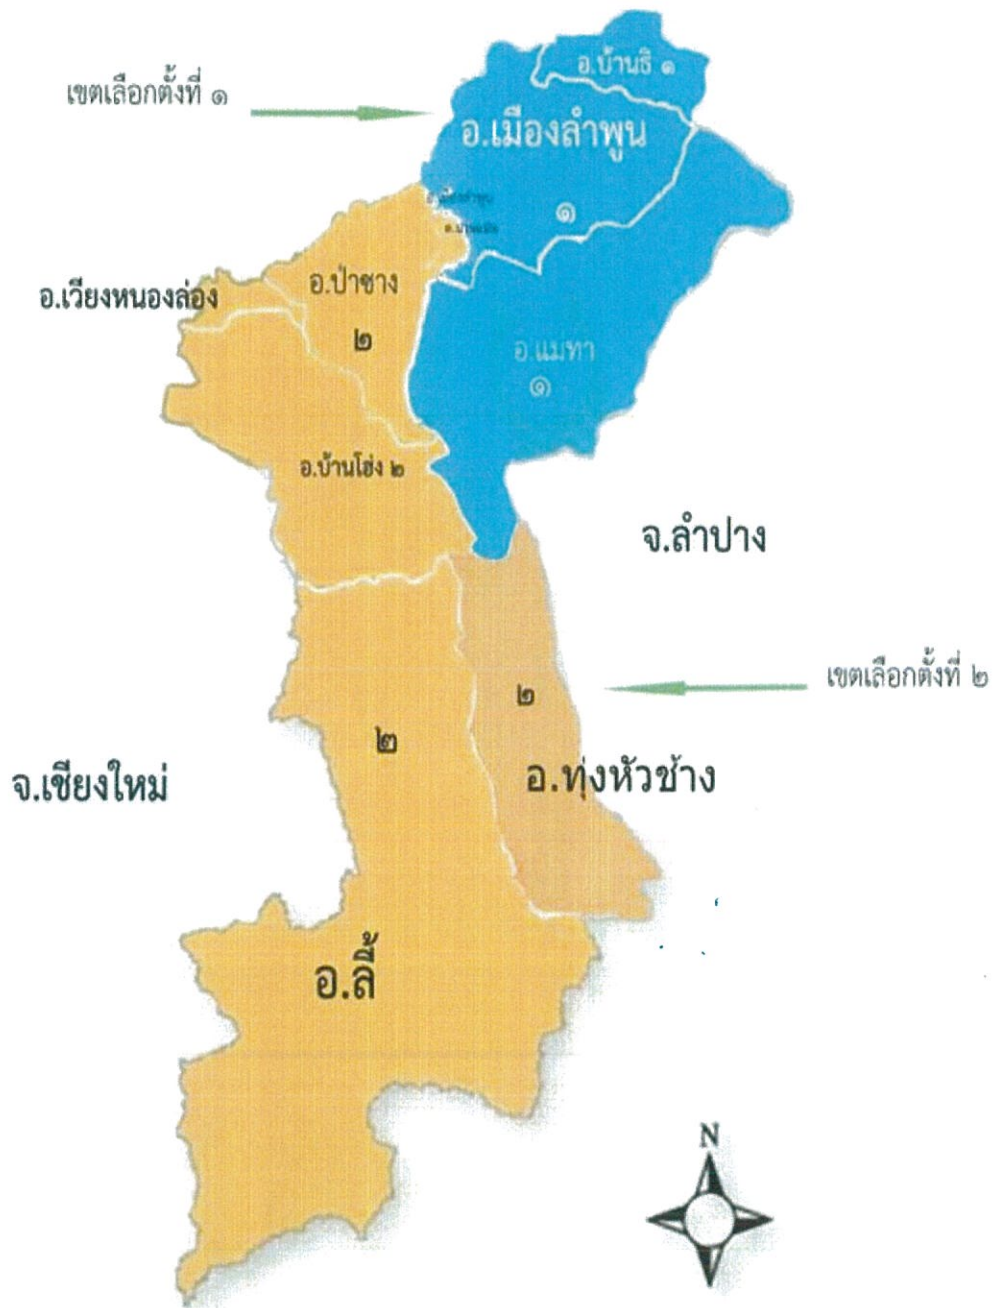 อ.บ้านธิ ๑
เขตเลือกตั้งที่ ๑
อ.เมืองลำพูน
๑
อ.ป่าซาง
อ.เวียงหนองล่อง
๒
อ.แมทา
๑
อ.บ้านโฮ่ง ๒
จ.ลำปาง
เขตเลือกตั้งที่ ๒
๒
๒
จ.เชียงใหม่
อ.ทุ่งหัวช้าง
อ.ลี้
N